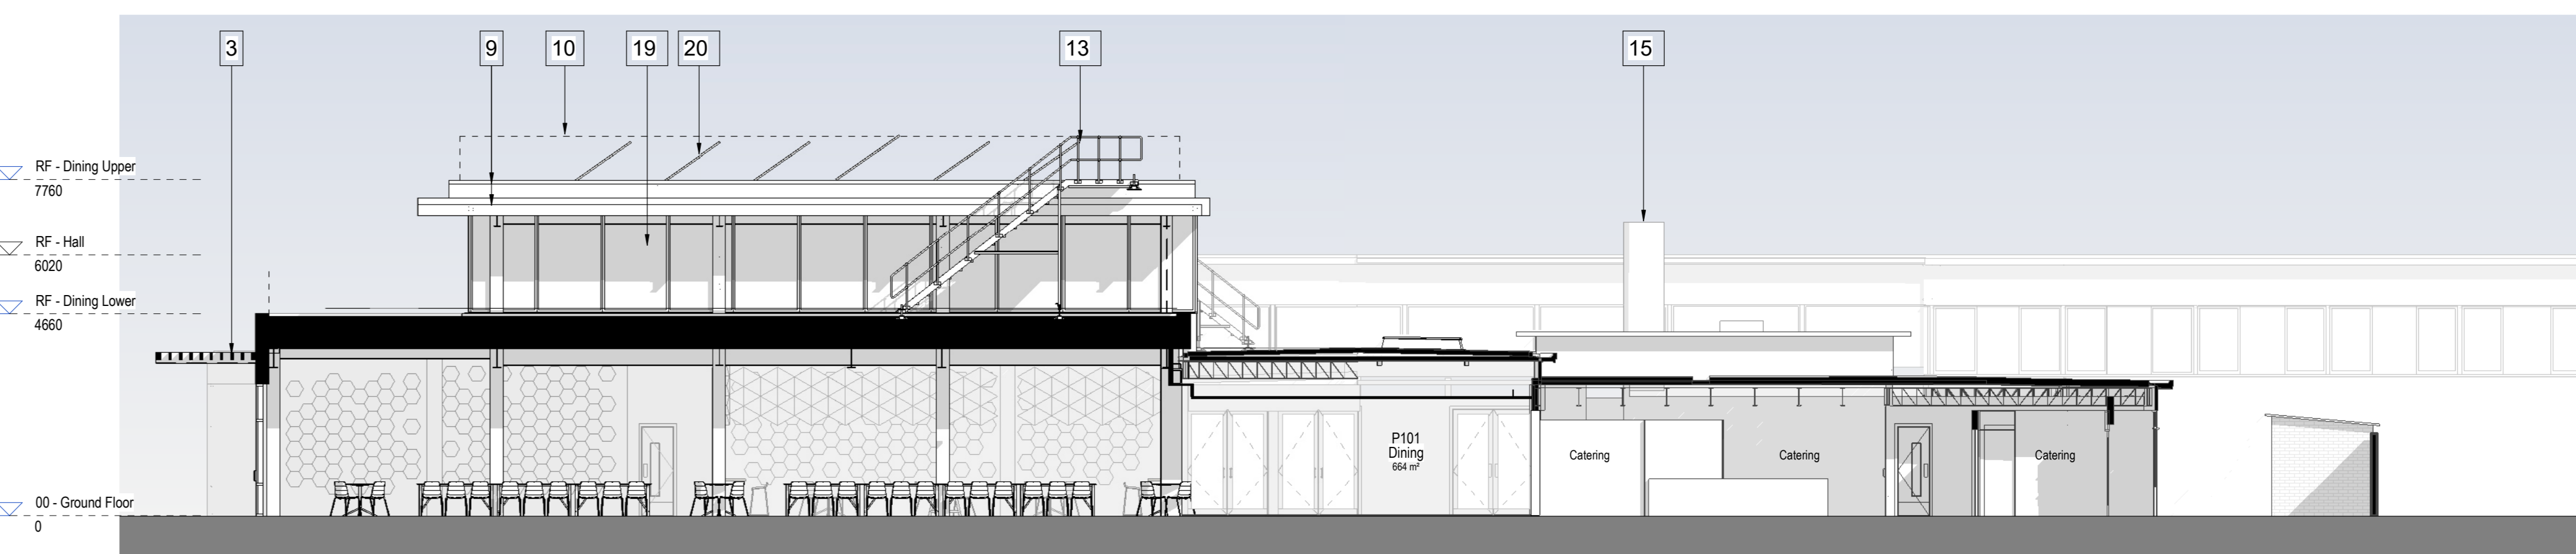 3
9
10
19
20
13
15
RF - Dining Upper
7760
RF - Hall
6020
RF - Dining Lower
4660
00 - Ground Floor
0
P101
Dining
664 m²
Catering
Catering
Catering